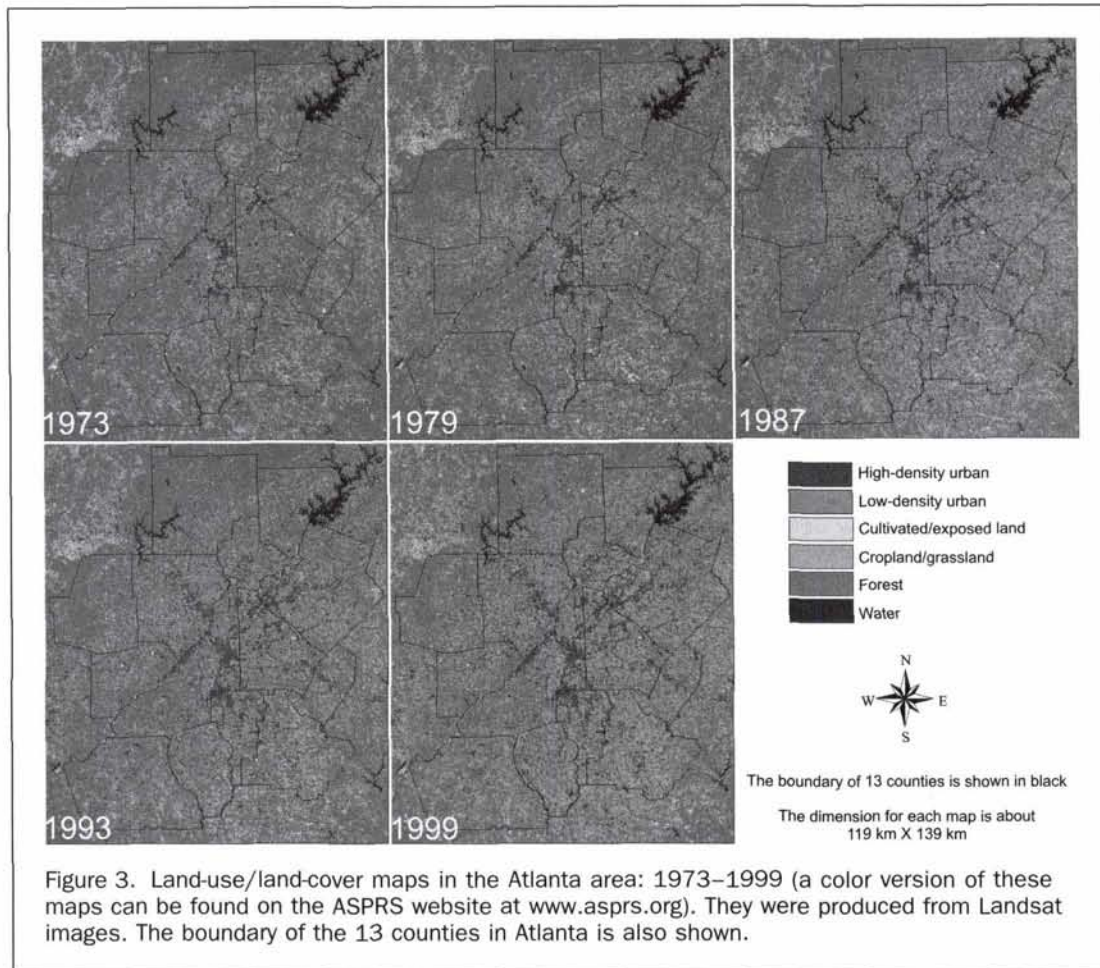 1973
1979
1987
1993
1999
High-density urban
Low-density urban
Cultivated/exposed land
Cropland/grassland
Forest
Water
N
W
E
S
The boundary of 13 counties is shown in black
The dimension for each map is about
119 km X 139 km
Figure 3. Land-use/land-cover maps in the Atlanta area: 1973–1999 (a color version of these
maps can be found on the ASPRS website at www.asprs.org). They were produced from Landsat
images. The boundary of the 13 counties in Atlanta is also shown.